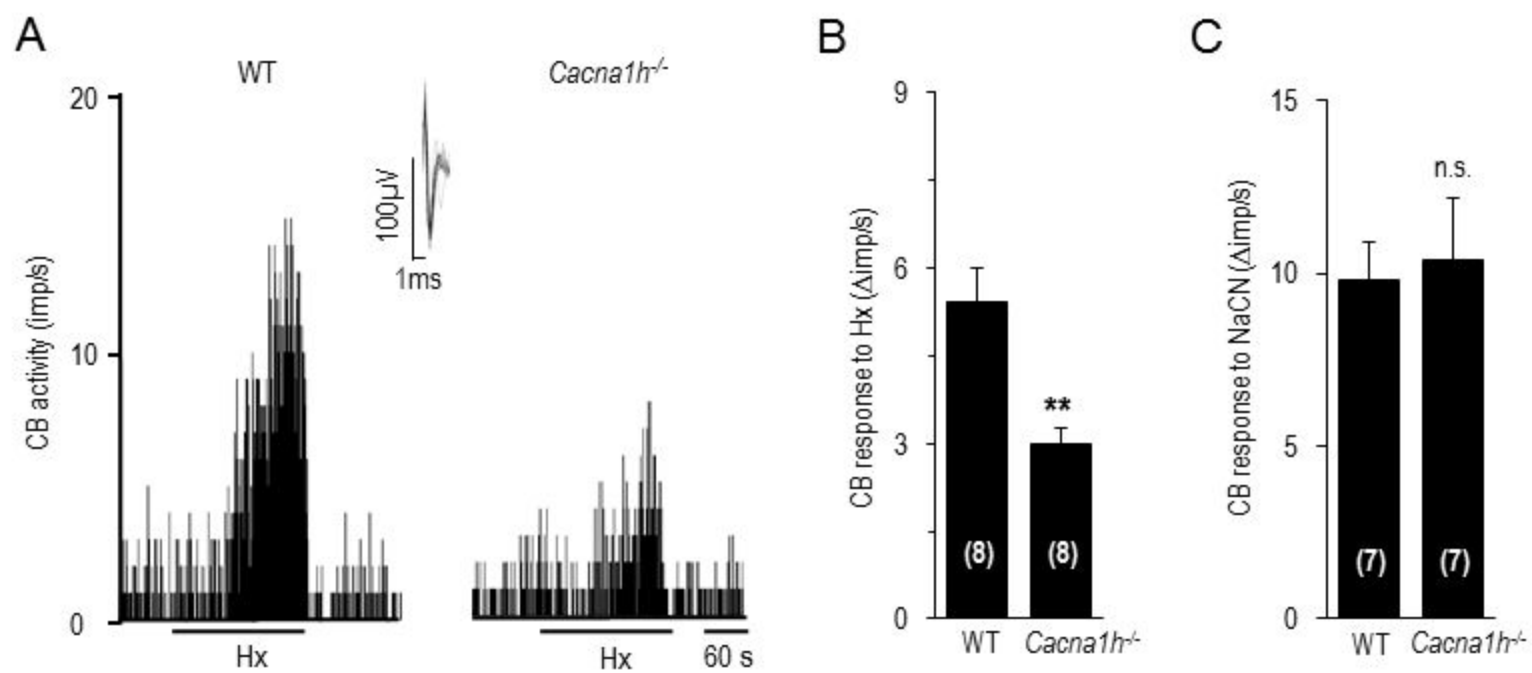 A
WT
Cacna1h-/-
20
10
0
CB activity (imp/s)
100µV
1ms
Hx
Hx
60 s
B
9
6
3
0
CB response to Hx (Δimp/s)
**
(8)
(8)
WT
Cacna1h-/-
C
15
10
5
0
CB response to NaCN (Δimp/s)
n.s.
(7)
(7)
WT
Cacna1h-/-